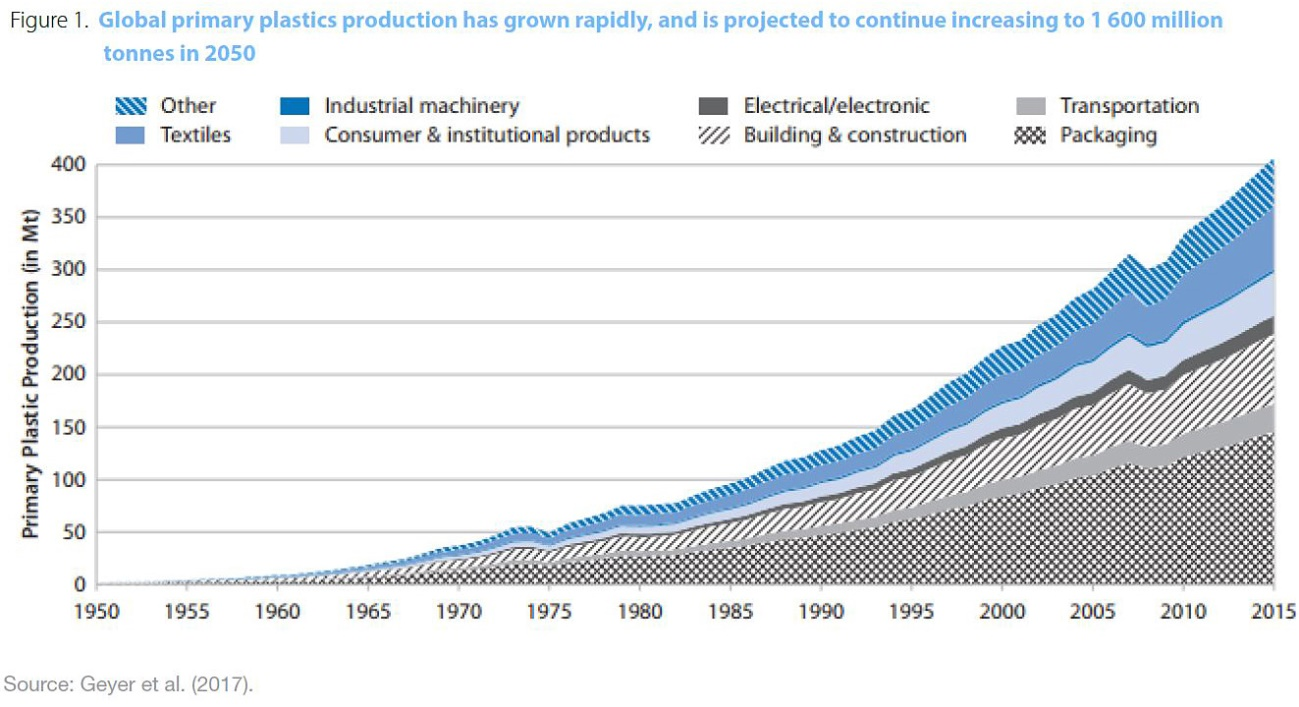 Figure 1. Global primary plastics production has grown rapidly, and is projected to continue increasing to 1 600 million
tonnes in 2050
Other Industrial machinery Electrical/electronic Transportation
Textiles Consumer & institutional products Building & construction Packaging
Primary Plastic Production (in Mt)
400
350
300
250
200
150
100
50
0
1950 1955 1960 1965 1970 1975 1980 1985 1990 1995 2000 2005 2010 2015
Source: Geyer et al. (2017).